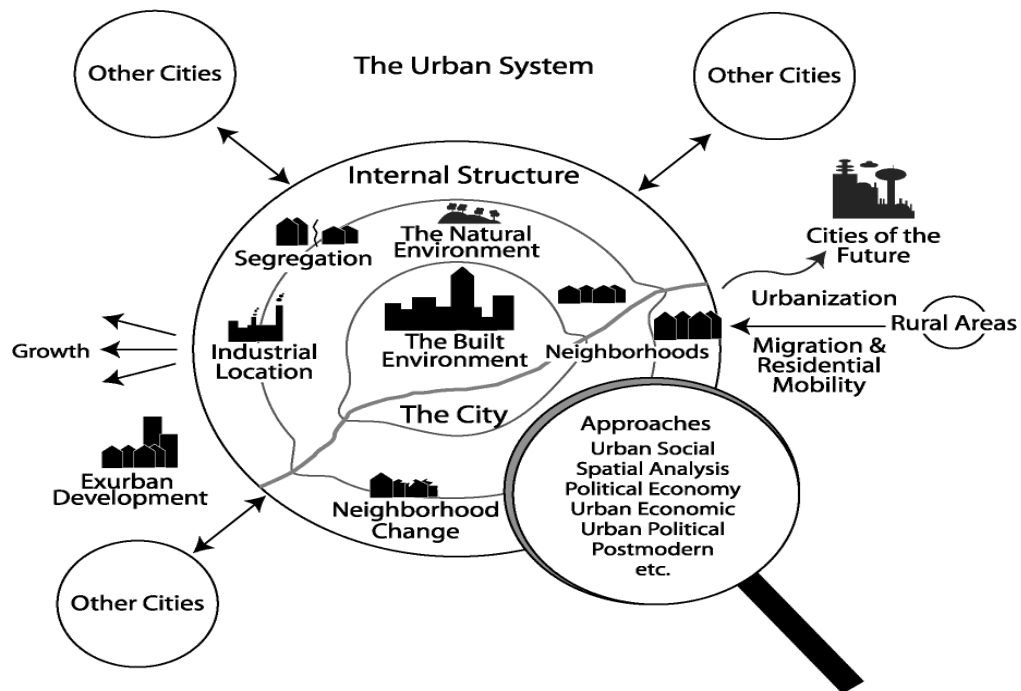 Other Cities
The Urban System
Other Cities
Internal Structure
The Natural
Environment
Segregation
Cities of the
Future
Urbanization
Rural Areas
Migration &
Residential
Mobility
Growth
Industrial
Location
The Built
Environment
Neighborhoods
The City
Exurban
Development
Neighborhood
Change
Approaches
Urban Social
Spatial Analysis
Political Economy
Urban Economic
Urban Political
Postmodern
etc.
Other Cities